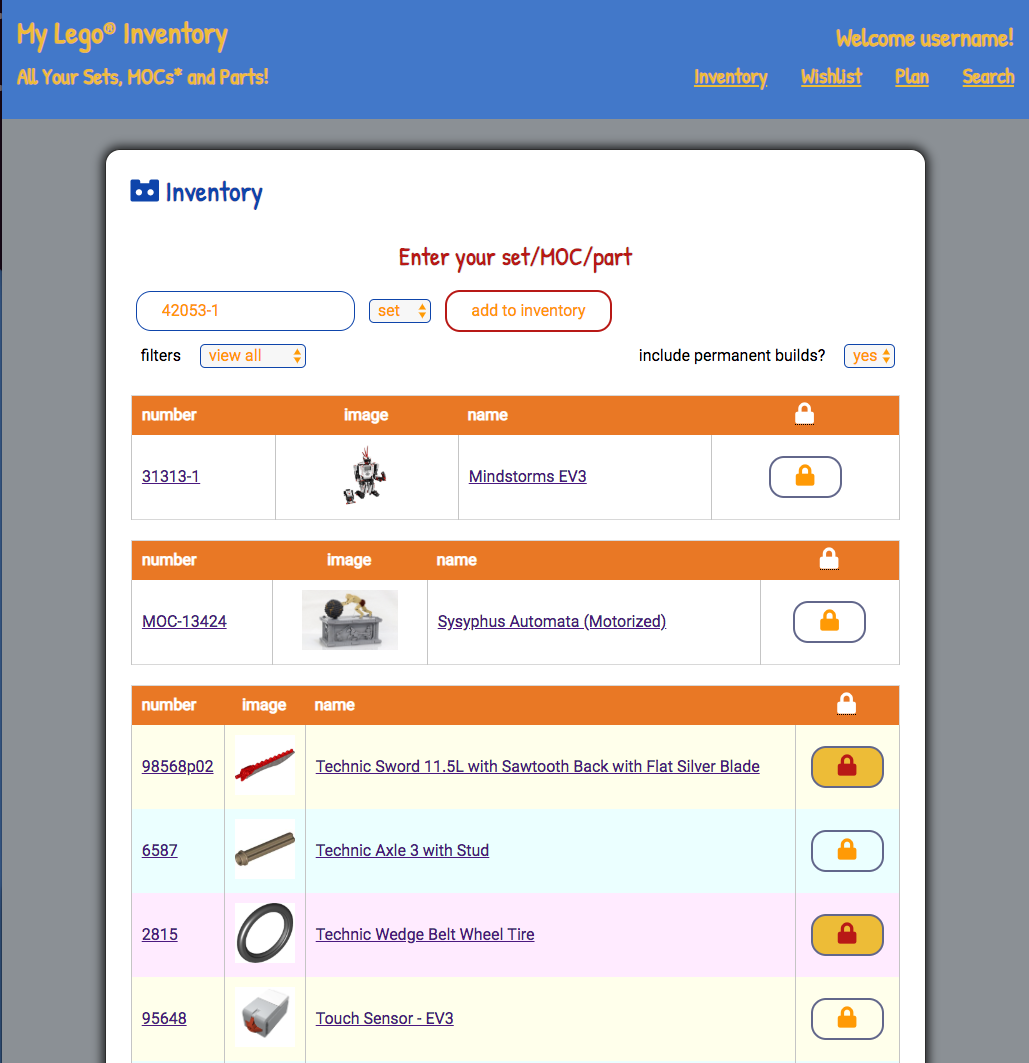 My Lego® Inventory
Welcome username!
All Your Sets, MOCs* and Parts!
Inventory Wishlist Plan Search
Inventory
Enter your set/MOC/part
42053-1 set add to inventory
filters view all include permanent builds? yes
number image name
31313-1 Mindstorms EV3
number image name
MOC-13424 Sysyphus Automata (Motorized)
number image name
98568p02 Technic Sword 11.5L with Sawtooth Back with Flat Silver Blade
6587 Technic Axle 3 with Stud
2815 Technic Wedge Belt Wheel Tire
95648 Touch Sensor - EV3